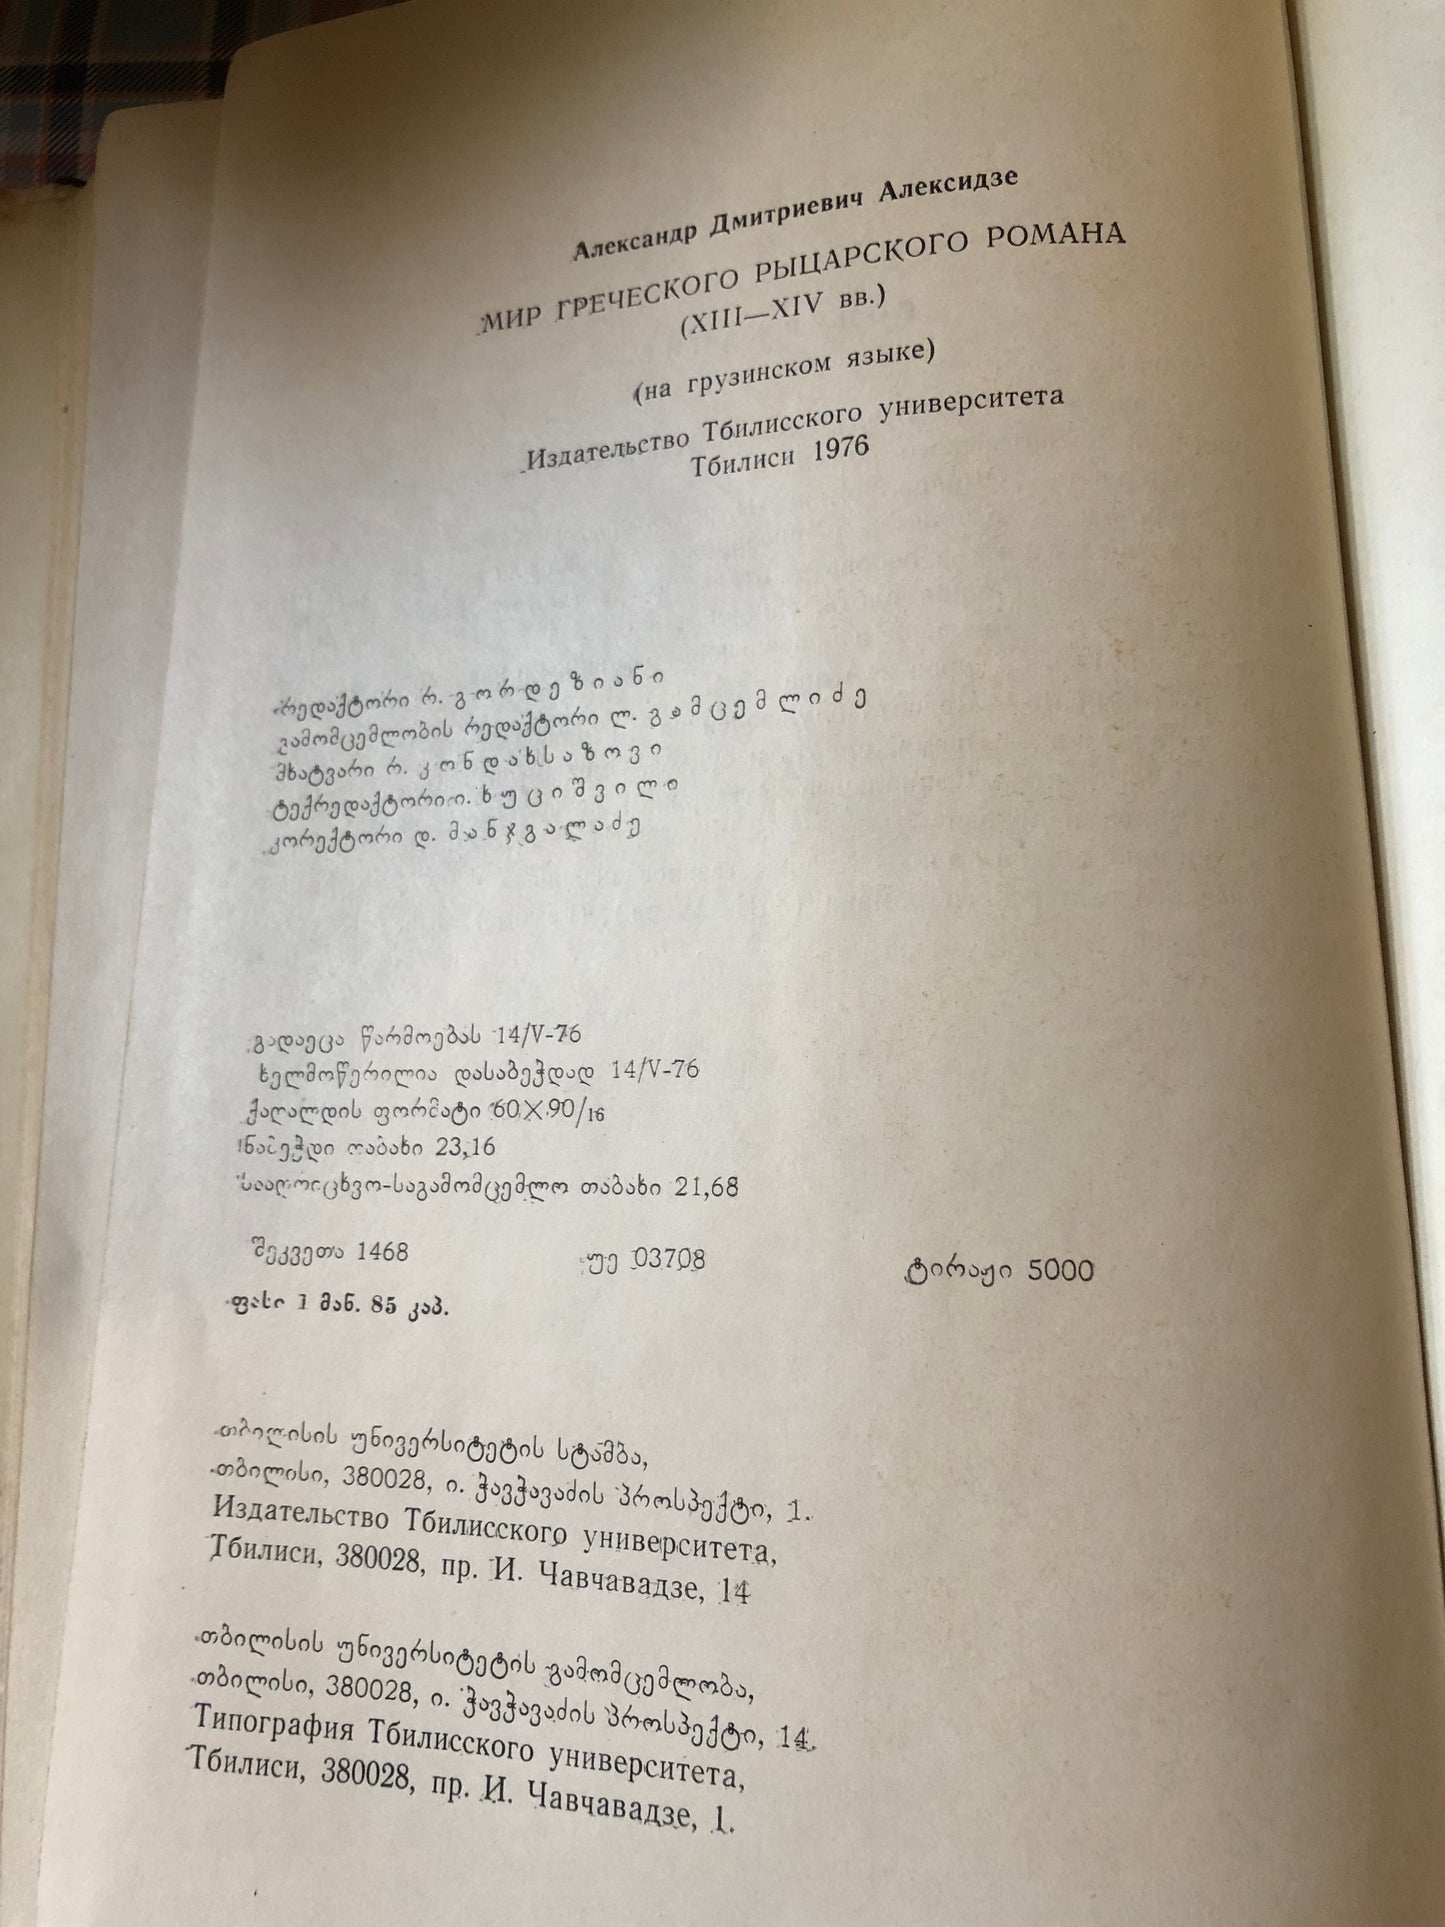 Александр Дмитриевич Алексидзе
МИР ГРЕЧЕСКОГО РЫЦАРСКОГО РОМАНА
(XIII—XIV вв.)
(на грузинском языке)
Издательство Тбилисского университета
Тбилиси 1976
რედაქტორი რ. გორდეზიანი
გამომცემლობის რედაქტორი ლ. გამცემლიძე
მხატვარი რ. კონდახსაზოვი
ტექრედაქტორი ი. ხუციშვილი
კორექტორი დ. მანჯგალაძე
გადაეცა წარმოებას 14/V-76
ხელმოწერილია დასაბეჭდად 14/V-76
ქაღალდის ფორმატი 60×90/16
ნაბეჭდი თაბახი 23,16
სააღრიცხვო-საგამომცემლო თაბახი 21,68
შეკვეთა 1468 უე 03708 ტირაჟი 5000
ფასი 1 მან. 85 კაპ.
თბილისის უნივერსიტეტის სტამბა,
თბილისი, 380028, ი. ჭავჭავაძის პროსპექტი, 1.
Издательство Тбилисского университета,
Тбилиси, 380028, пр. И. Чавчавадзе, 14
თბილისის უნივერსიტეტის გამომცემლობა,
თბილისი, 380028, ი. ჭავჭავაძის პროსპექტი, 14.
Типография Тбилисского университета,
Тбилиси, 380028, пр. И. Чавчавадзе, 1.